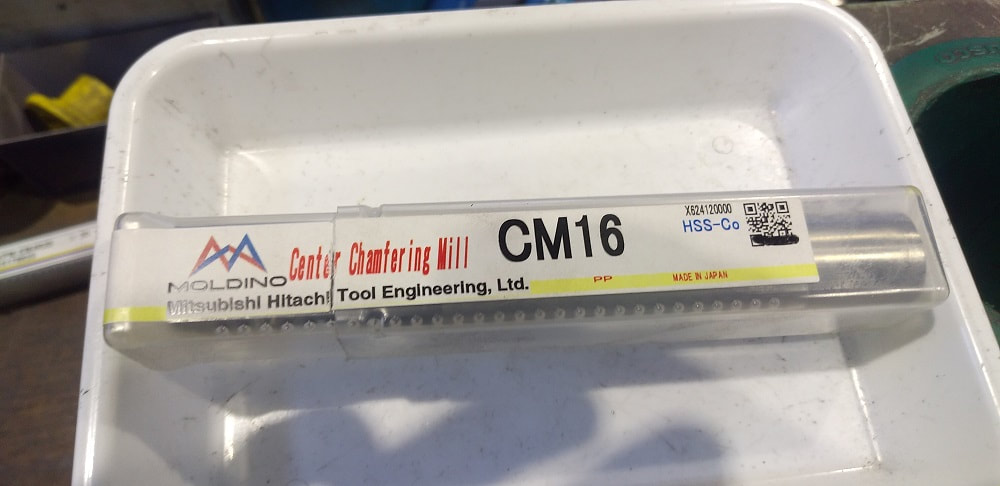 MOLDINO
Center Chamfering Mill
CM16
X624120000
HSS-Co
Mitsubishi Hitachi Tool Engineering, Ltd.
PP
MADE IN JAPAN